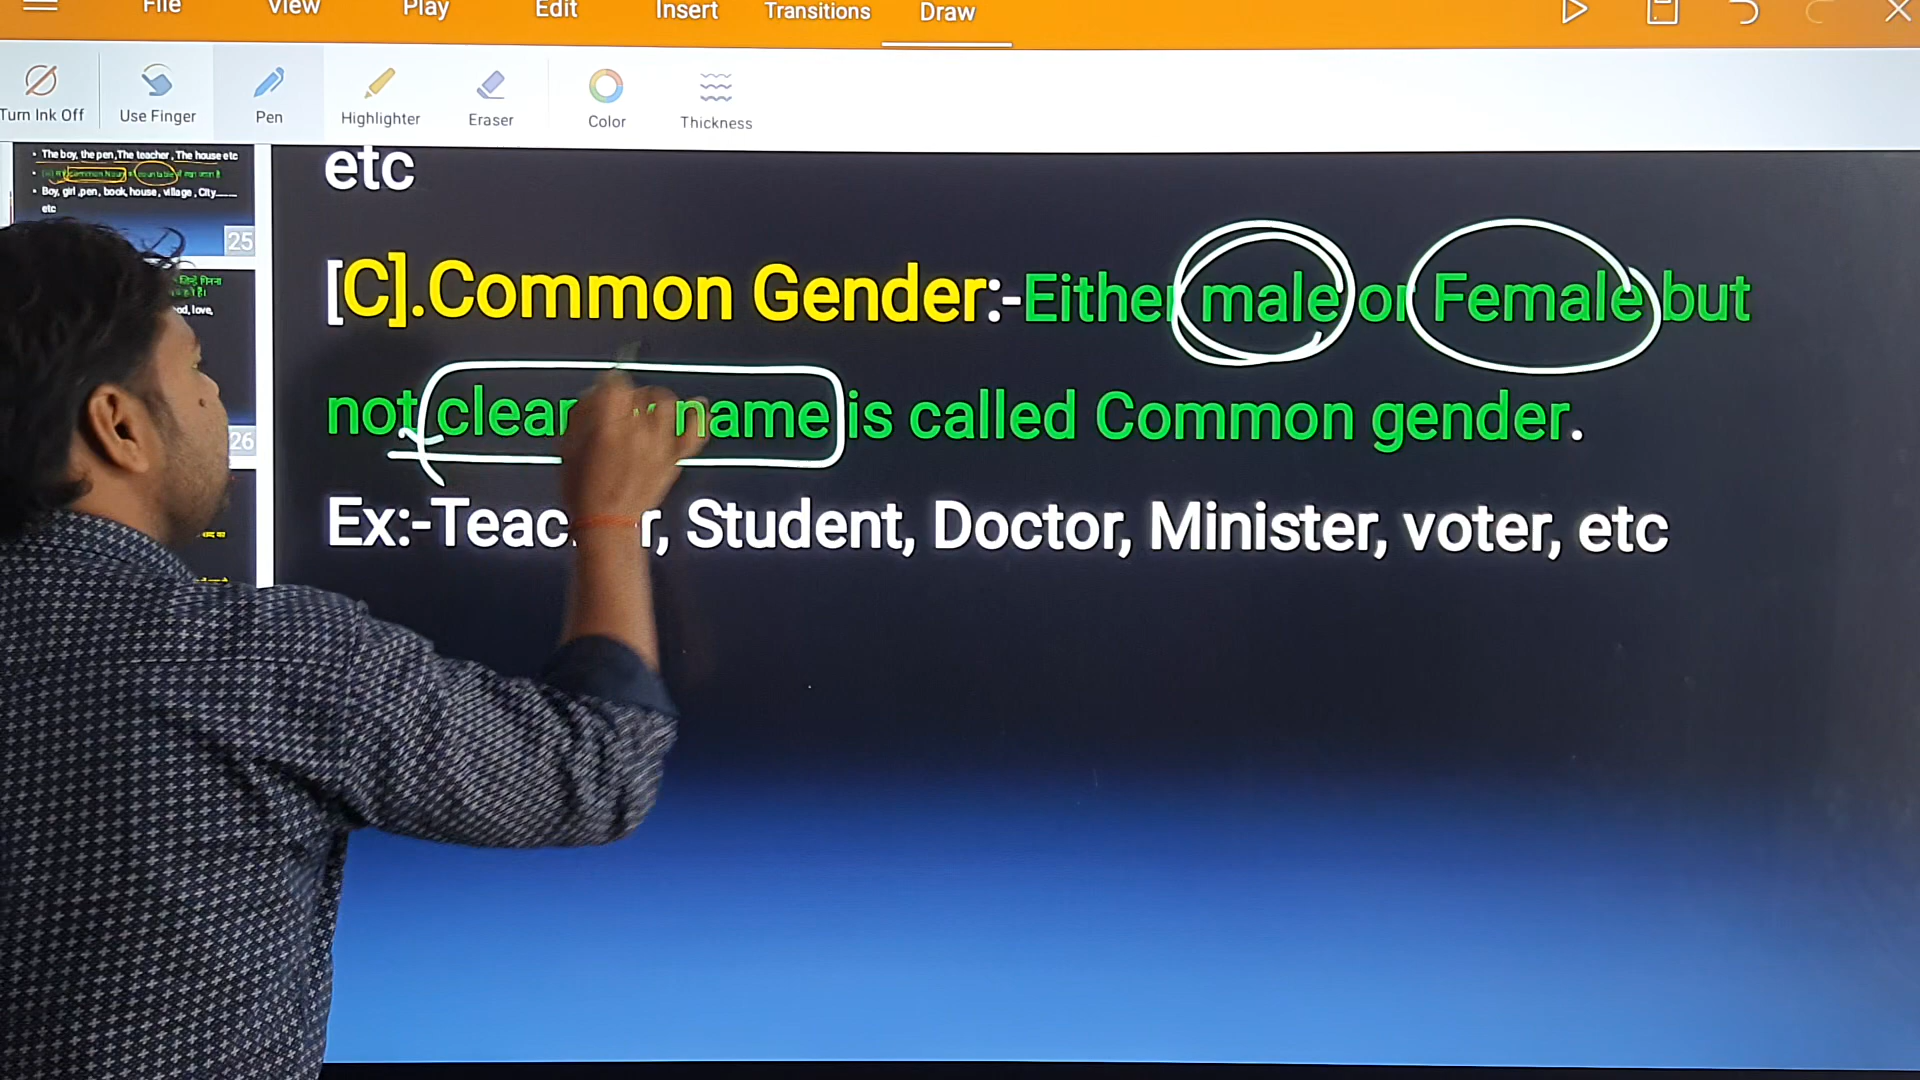 File View Play Edit Insert Transitions Draw
Turn Ink Off Use Finger Pen Highlighter Eraser Color Thickness
The boy, the pen ,The teacher , The house etc
Common Noun
Boy, girl ,pen , book, house , village , City
etc
25
26
etc
[C].Common Gender:-Either male or Female but
not name is called Common gender.
Ex:- Student, Doctor, Minister, voter, etc